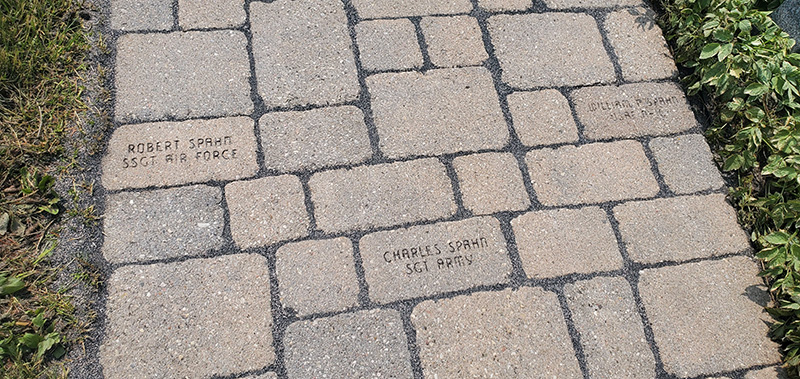 ROBERT SPAHN
SSGT AIR FORCE
WILLIAM A SPAHN
CHARLES SPAHN
SGT ARMY